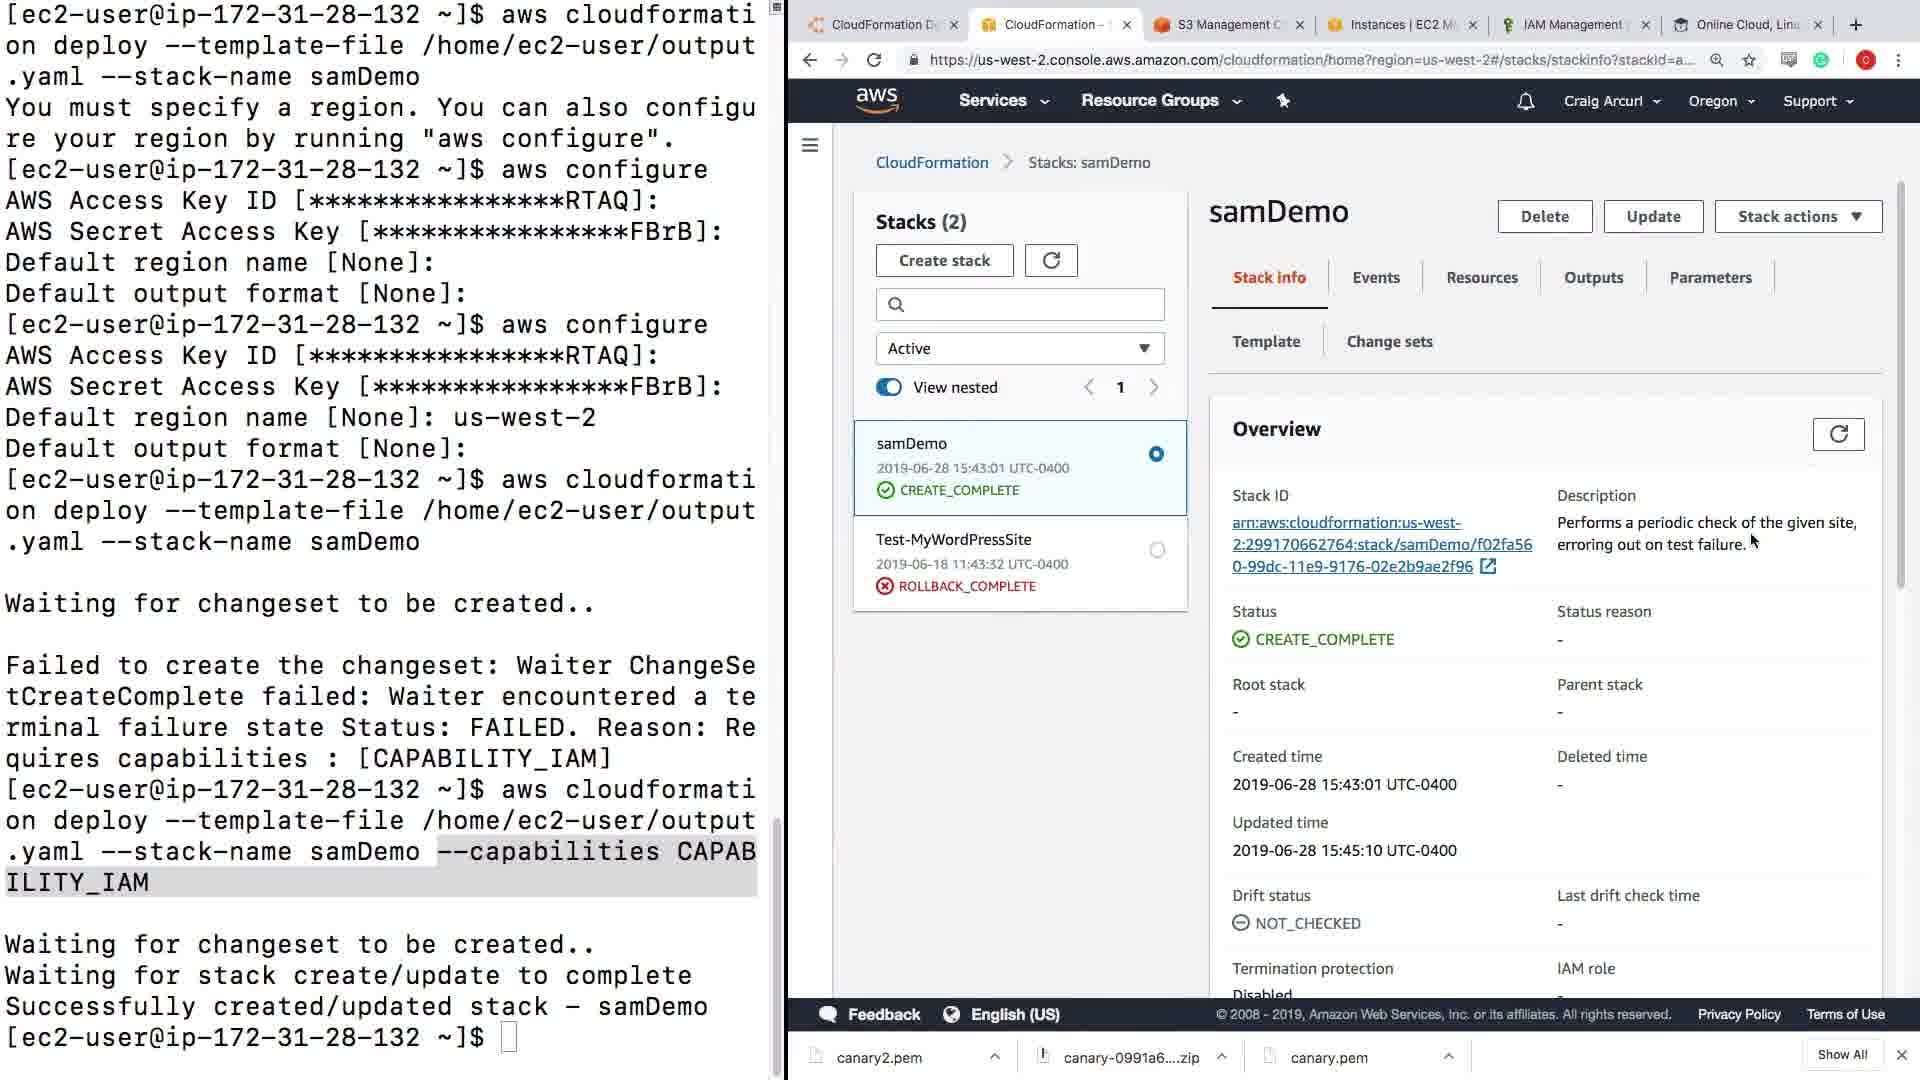 [ec2-user@ip-172-31-28-132 ~]$ aws cloudformati
on deploy --template-file /home/ec2-user/output
.yaml --stack-name samDemo
You must specify a region. You can also configu
re your region by running "aws configure".
[ec2-user@ip-172-31-28-132 ~]$ aws configure
AWS Access Key ID [****************RTAQ]:
AWS Secret Access Key [****************FBrB]:
Default region name [None]:
Default output format [None]:
[ec2-user@ip-172-31-28-132 ~]$ aws configure
AWS Access Key ID [****************RTAQ]:
AWS Secret Access Key [****************FBrB]:
Default region name [None]: us-west-2
Default output format [None]:
[ec2-user@ip-172-31-28-132 ~]$ aws cloudformati
on deploy --template-file /home/ec2-user/output
.yaml --stack-name samDemo
Waiting for changeset to be created..
Failed to create the changeset: Waiter ChangeSe
tCreateComplete failed: Waiter encountered a te
rminal failure state Status: FAILED. Reason: Re
quires capabilities : [CAPABILITY_IAM]
[ec2-user@ip-172-31-28-132 ~]$ aws cloudformati
on deploy --template-file /home/ec2-user/output
.yaml --stack-name samDemo --capabilities CAPAB
ILITY_IAM
Waiting for changeset to be created..
Waiting for stack create/update to complete
Successfully created/updated stack - samDemo
[ec2-user@ip-172-31-28-132 ~]$
CloudFormation De CloudFormation - S S3 Management C Instances | EC2 M IAM Management Online Cloud, Linu
https://us-west-2.console.aws.amazon.com/cloudformation/home?region=us-west-2#/stacks/stackinfo?stackId=a...
aws Services Resource Groups Craig Arcurl Oregon Support
CloudFormation > Stacks: samDemo
Stacks (2)
Create stack
Active
View nested 1
samDemo
2019-06-28 15:43:01 UTC-0400
CREATE_COMPLETE
Test-MyWordPressSite
2019-06-18 11:43:32 UTC-0400
ROLLBACK_COMPLETE
samDemo
Delete Update Stack actions
Stack info Events Resources Outputs Parameters
Template Change sets
Overview
Stack ID
arn:aws:cloudformation:us-west-
2:299170662764:stack/samDemo/f02fa56
0-99dc-11e9-9176-02e2b9ae2f96
Description
Performs a periodic check of the given site,
erroring out on test failure.
Status
CREATE_COMPLETE
Status reason
-
Root stack
-
Parent stack
-
Created time
2019-06-28 15:43:01 UTC-0400
Deleted time
-
Updated time
2019-06-28 15:45:10 UTC-0400
Drift status
NOT_CHECKED
Last drift check time
-
Termination protection
Disabled
IAM role
-
Feedback English (US) © 2008 - 2019, Amazon Web Services, Inc. or its affiliates. All rights reserved. Privacy Policy Terms of Use
canary2.pem canary-0991a6....zip canary.pem Show All